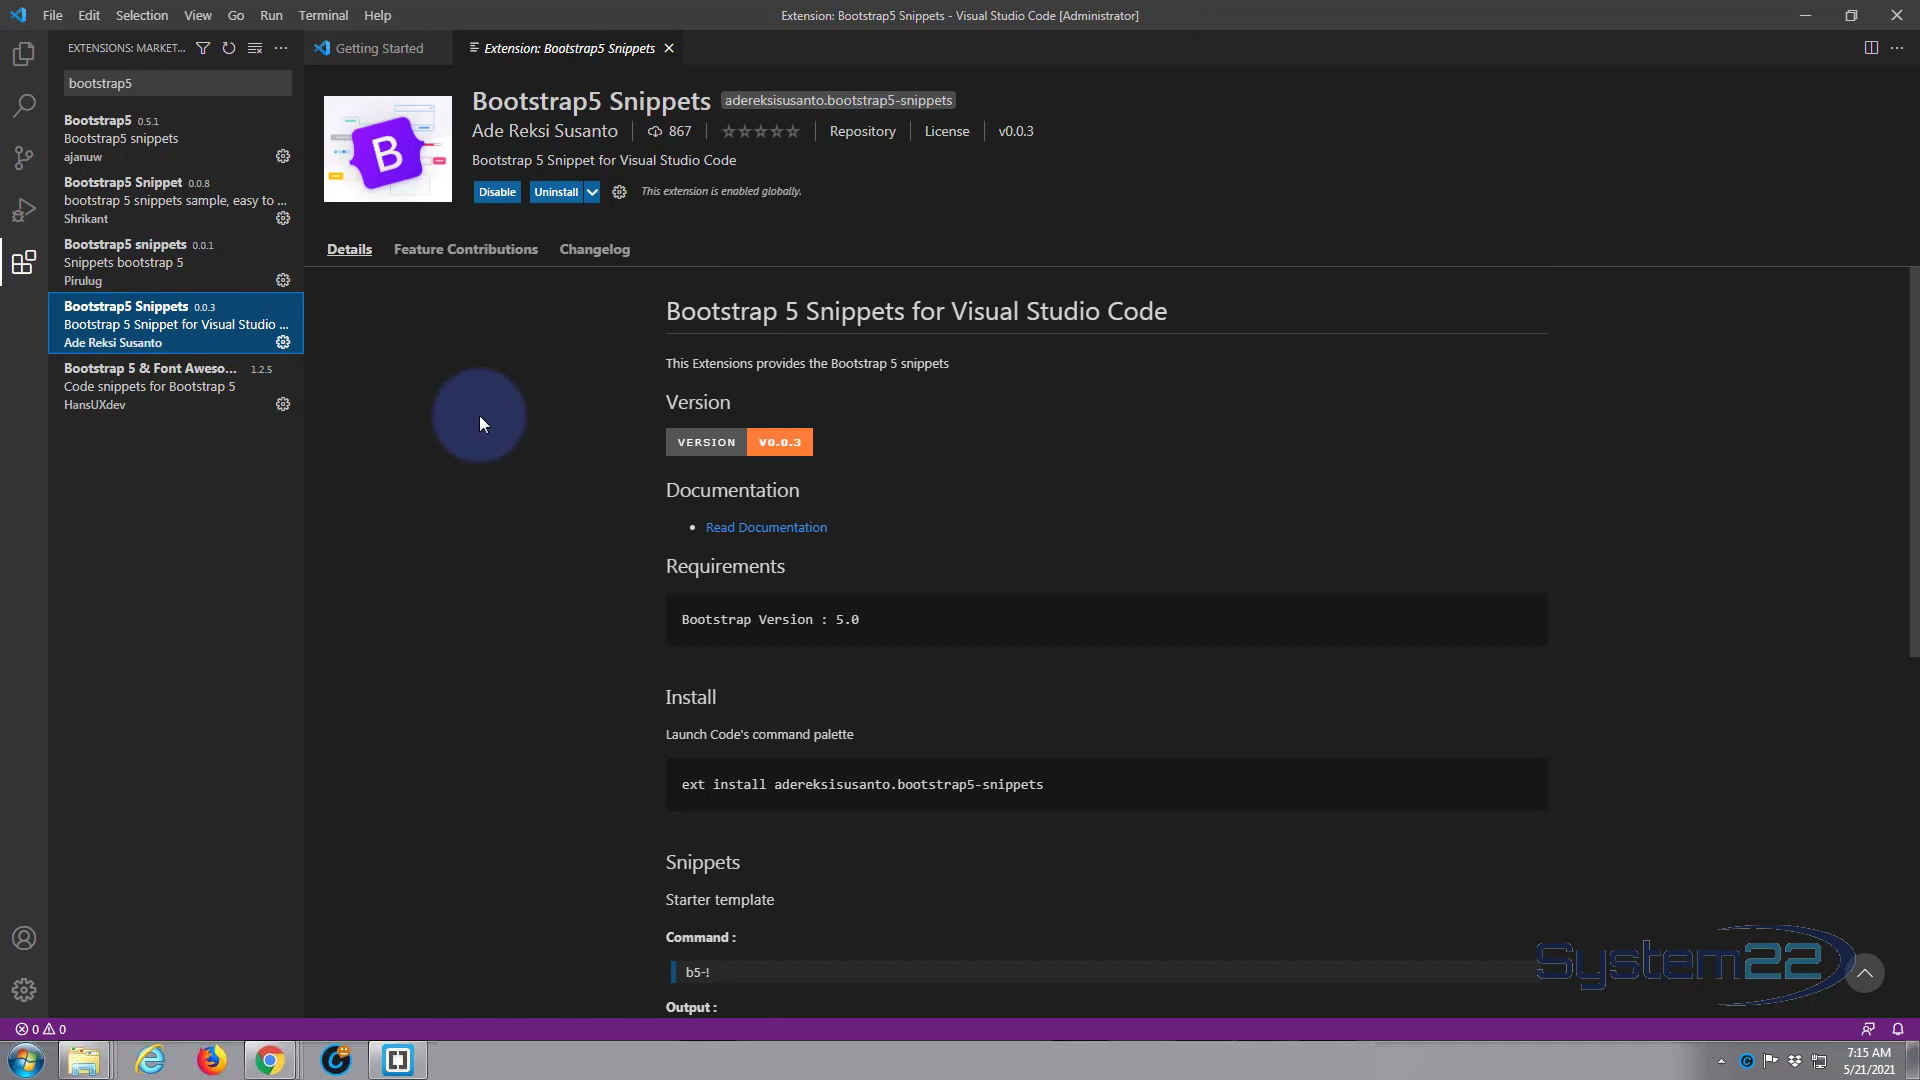 File Edit Selection View Go Run Terminal Help
Extension: Bootstrap5 Snippets - Visual Studio Code [Administrator]
EXTENSIONS: MARKET...
Getting Started
Extension: Bootstrap5 Snippets
bootstrap5
Bootstrap5 0.5.1
Bootstrap5 snippets
ajanuw
Bootstrap5 Snippet 0.0.8
bootstrap 5 snippets sample, easy to ...
Shrikant
Bootstrap5 snippets 0.0.1
Snippets bootstrap 5
Pirulug
Bootstrap5 Snippets 0.0.3
Bootstrap 5 Snippet for Visual Studio ...
Ade Reksi Susanto
Bootstrap 5 & Font Aweso... 1.2.5
Code snippets for Bootstrap 5
HansUXdev
B
Bootstrap5 Snippets adereksisusanto.bootstrap5-snippets
Ade Reksi Susanto 867 Repository License v0.0.3
Bootstrap 5 Snippet for Visual Studio Code
Disable Uninstall This extension is enabled globally.
Details Feature Contributions Changelog
Bootstrap 5 Snippets for Visual Studio Code
This Extensions provides the Bootstrap 5 snippets
Version
VERSION V0.0.3
Documentation
Read Documentation
Requirements
Bootstrap Version : 5.0
Install
Launch Code's command palette
ext install adereksisusanto.bootstrap5-snippets
Snippets
Starter template
Command :
b5-!
Output :
System22
0 0
7:15 AM
5/21/2021